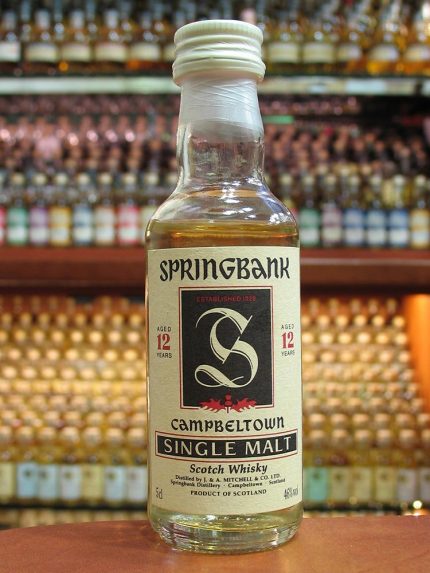 SPRINGBANK
ESTABLISHED 1828
AGED 12 YEARS
S
AGED 12 YEARS
CAMPBELTOWN
SINGLE MALT
Scotch Whisky
Distilled by J. & A. MITCHELL & CO. LTD.
Springbank Distillery · Campbeltown · Scotland
5cl PRODUCT OF SCOTLAND 46%vol